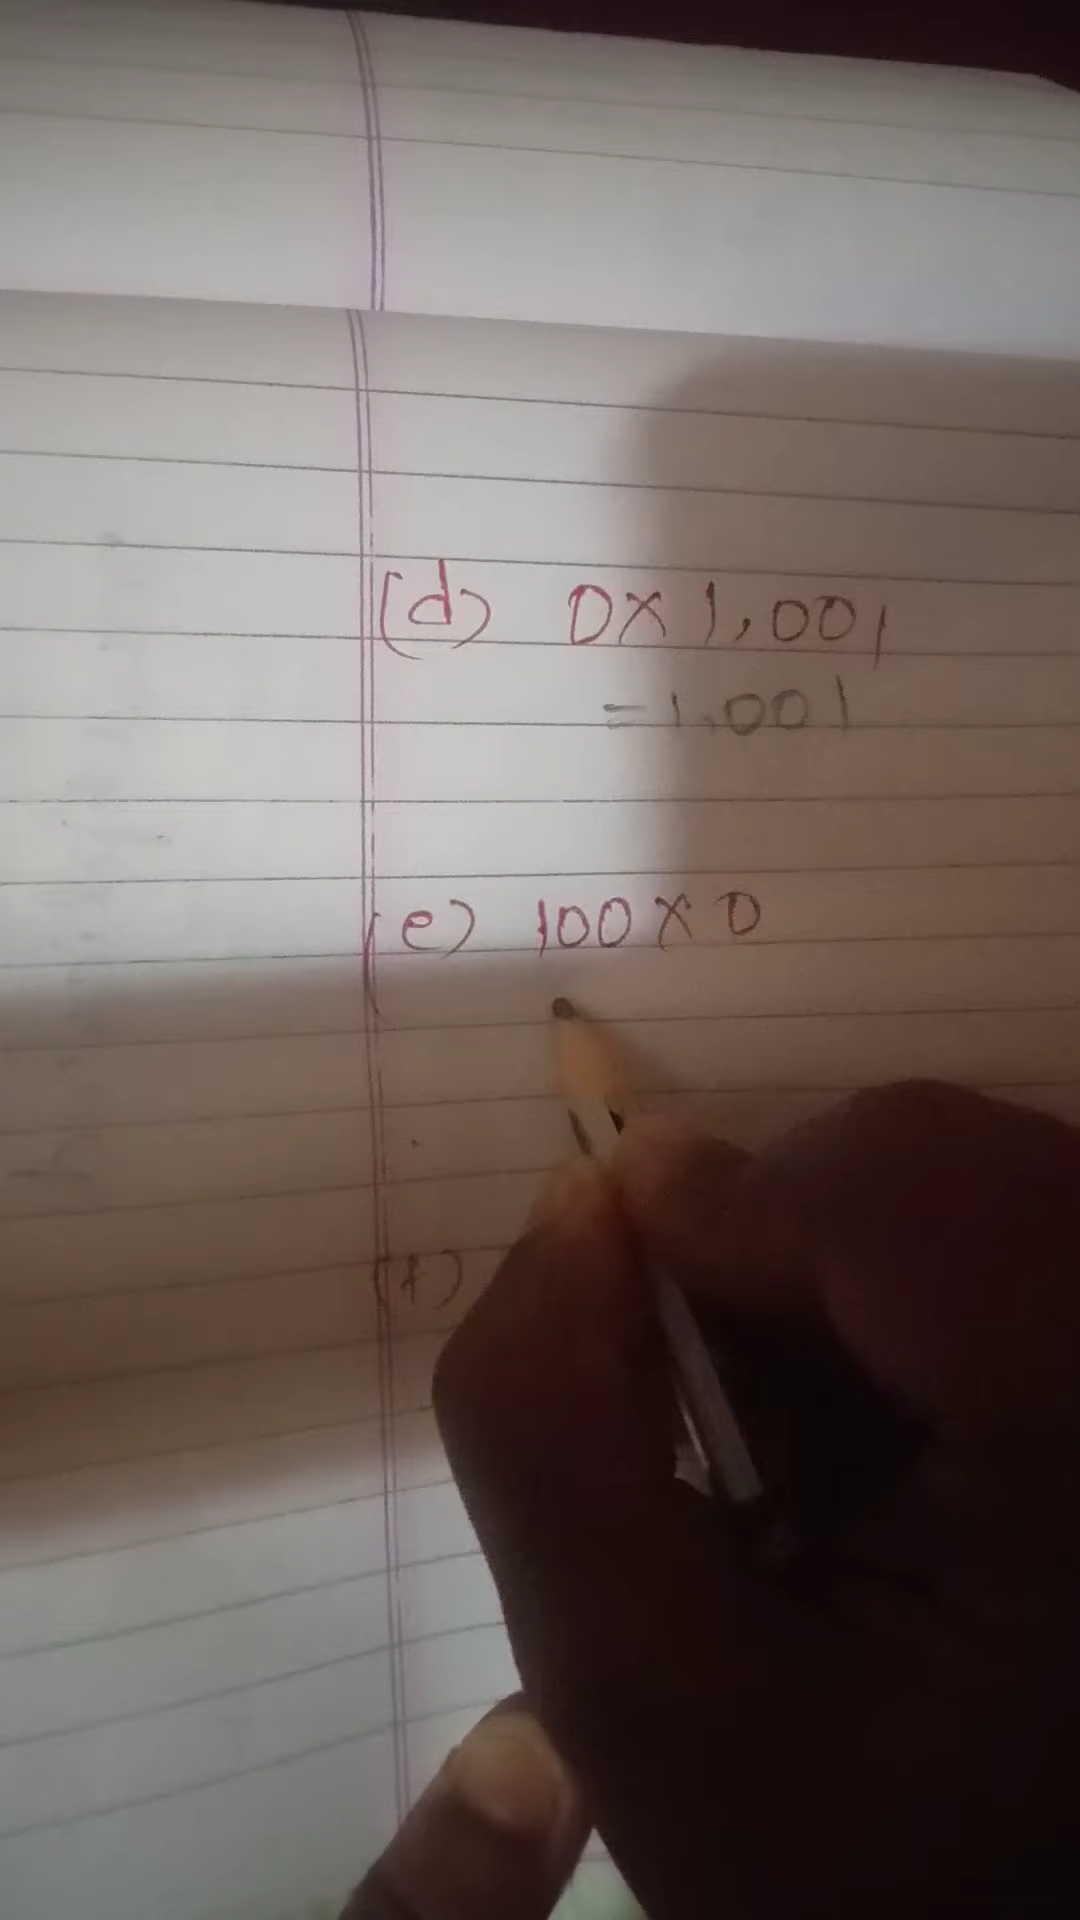 (d) 0 × 1,001
= 1,001
(e) 100 × 0
(f)